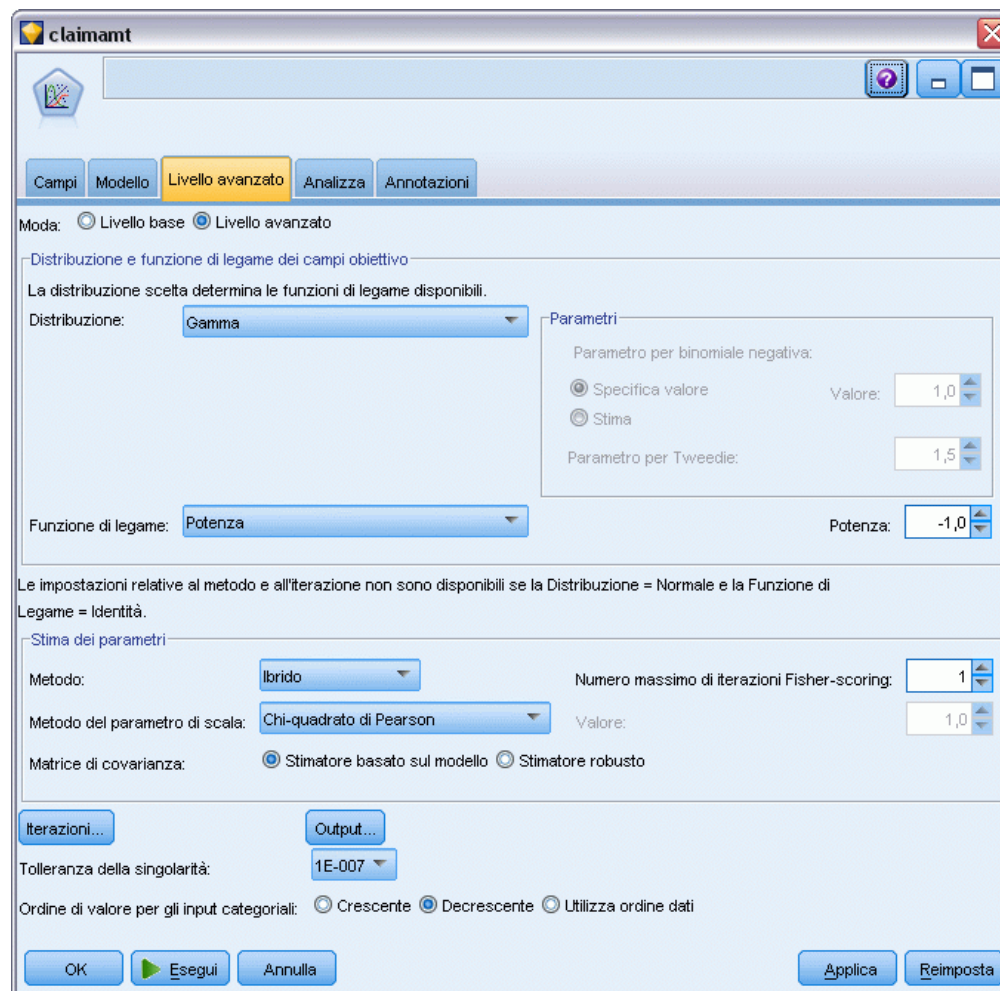 claimamt
Campi Modello Livello avanzato Analizza Annotazioni
Moda: Livello base Livello avanzato
Distribuzione e funzione di legame dei campi obiettivo
La distribuzione scelta determina le funzioni di legame disponibili.
Distribuzione: Gamma
Parametri
Parametro per binomiale negativa:
Specifica valore Valore: 1,0
Stima
Parametro per Tweedie: 1,5
Funzione di legame: Potenza Potenza: -1,0
Le impostazioni relative al metodo e all'iterazione non sono disponibili se la Distribuzione = Normale e la Funzione di
Legame = Identità.
Stima dei parametri
Metodo: Ibrido Numero massimo di iterazioni Fisher-scoring: 1
Metodo del parametro di scala: Chi-quadrato di Pearson Valore: 1,0
Matrice di covarianza: Stimatore basato sul modello Stimatore robusto
Iterazioni... Output...
Tolleranza della singolarità: 1E-007
Ordine di valore per gli input categoriali: Crescente Decrescente Utilizza ordine dati
OK Esegui Annulla Applica Reimposta